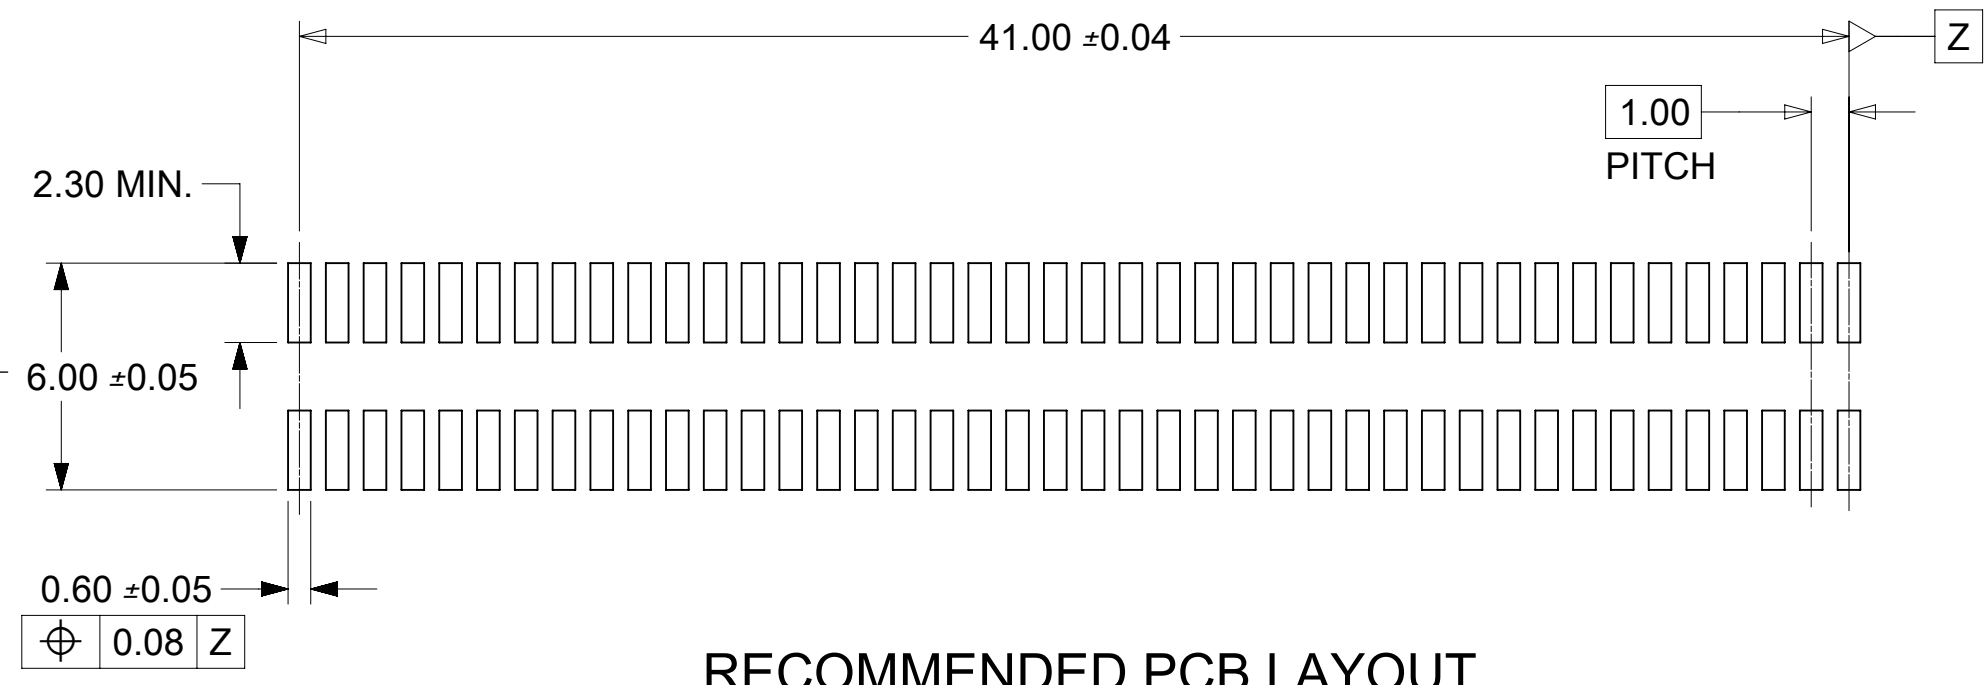 41.00 ±0.04
Z
1.00
PITCH
2.30 MIN.
6.00 ±0.05
0.60 ±0.05
⌖ 0.08 Z
RECOMMENDED PCB LAYOUT